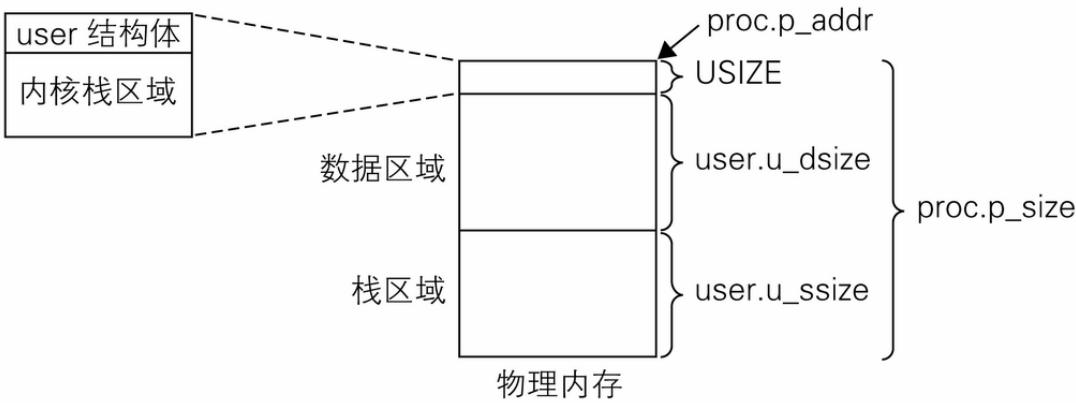 user 结构体
内核栈区域
proc.p_addr
USIZE
数据区域
user.u_dsize
proc.p_size
栈区域
user.u_ssize
物理内存